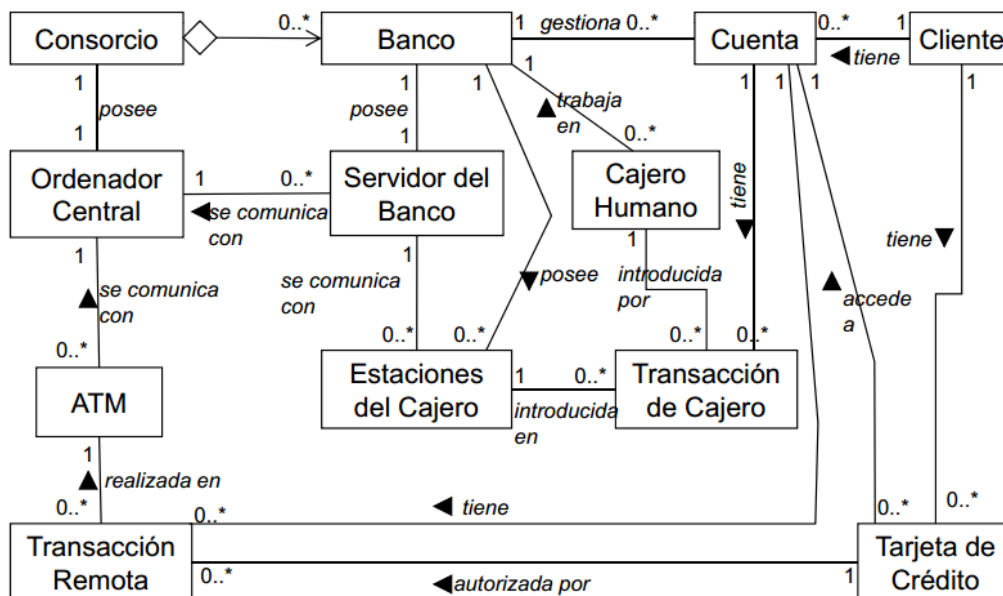 Consorcio
0..*
Banco
1
gestiona
0..*
Cuenta
0..*
1
Cliente
tiene
1
posee
1
1
posee
1
1
1
trabaja
en
0..*
1
1
1
1
Ordenador
Central
1
0..*
se comunica
con
Servidor del
Banco
Cajero
Humano
tiene
tiene
1
se comunica
con
0..*
1
se comunica
con
0..*
posee
0..*
1
introducida
por
0..*
0..*
accede
a
ATM
Estaciones
del Cajero
1
0..*
introducida
en
Transacción
de Cajero
1
realizada en
0..*
0..*
tiene
0..*
0..*
Transacción
Remota
0..*
autorizada por
1
Tarjeta de
Crédito